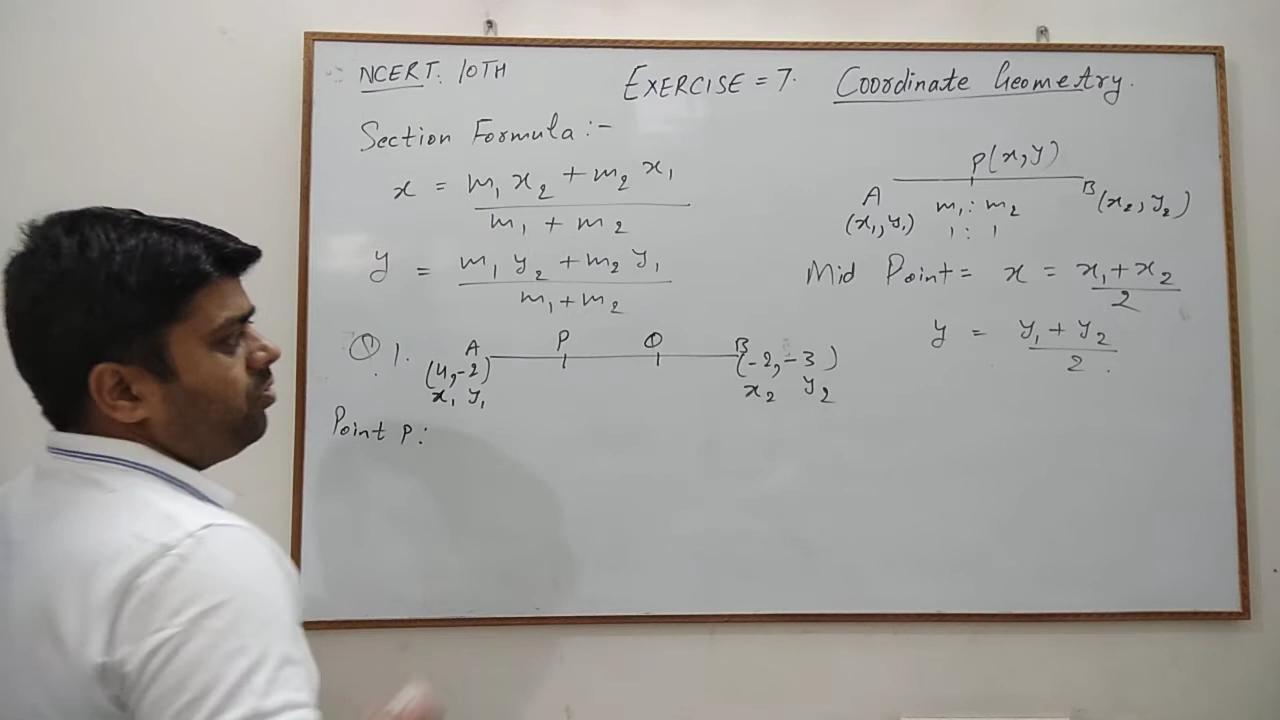 NCERT. 10TH EXERCISE = 7. Coordinate Geometry.
Section Formula :-
x = m₁ x₂ + m₂ x₁
m₁ + m₂
y = m₁ y₂ + m₂ y₁
m₁ + m₂
P(x, y)
A B (x₂, y₂)
(x₁, y₁) m₁ : m₂
1 : 1
Mid Point = x = x₁ + x₂
2
y = y₁ + y₂
2 .
Q 1. A P Q B
(4, -2) (-2, -3)
x₁ y₁ x₂ y₂
Point P :